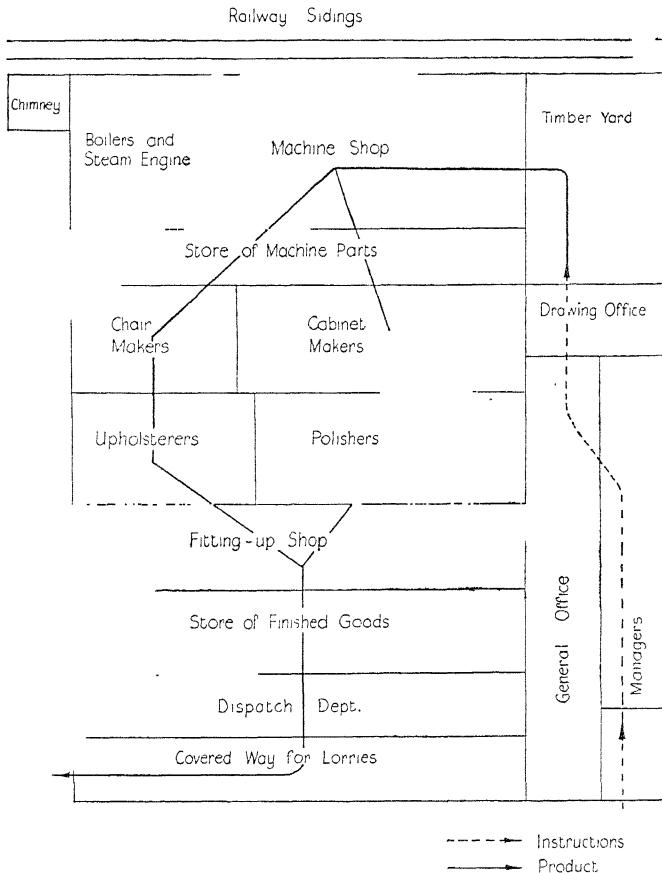 Railway Sidings
Chimney
Boilers and
Steam Engine
Machine Shop
Timber Yard
Store of Machine Parts
Chair
Makers
Cabinet
Makers
Drawing Office
Upholsterers
Polishers
Fitting-up Shop
Store of Finished Goods
General Office
Managers
Dispatch Dept.
Covered Way for Lorries
Instructions
Product